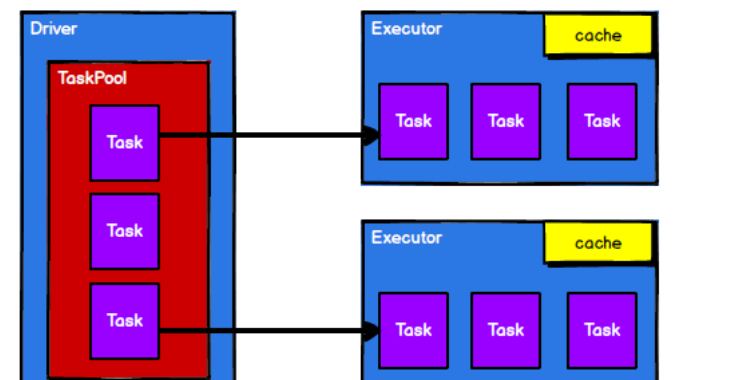 Driver
TaskPool
Task
Task
Task
Executor
cache
Task Task Task
Executor
cache
Task Task Task